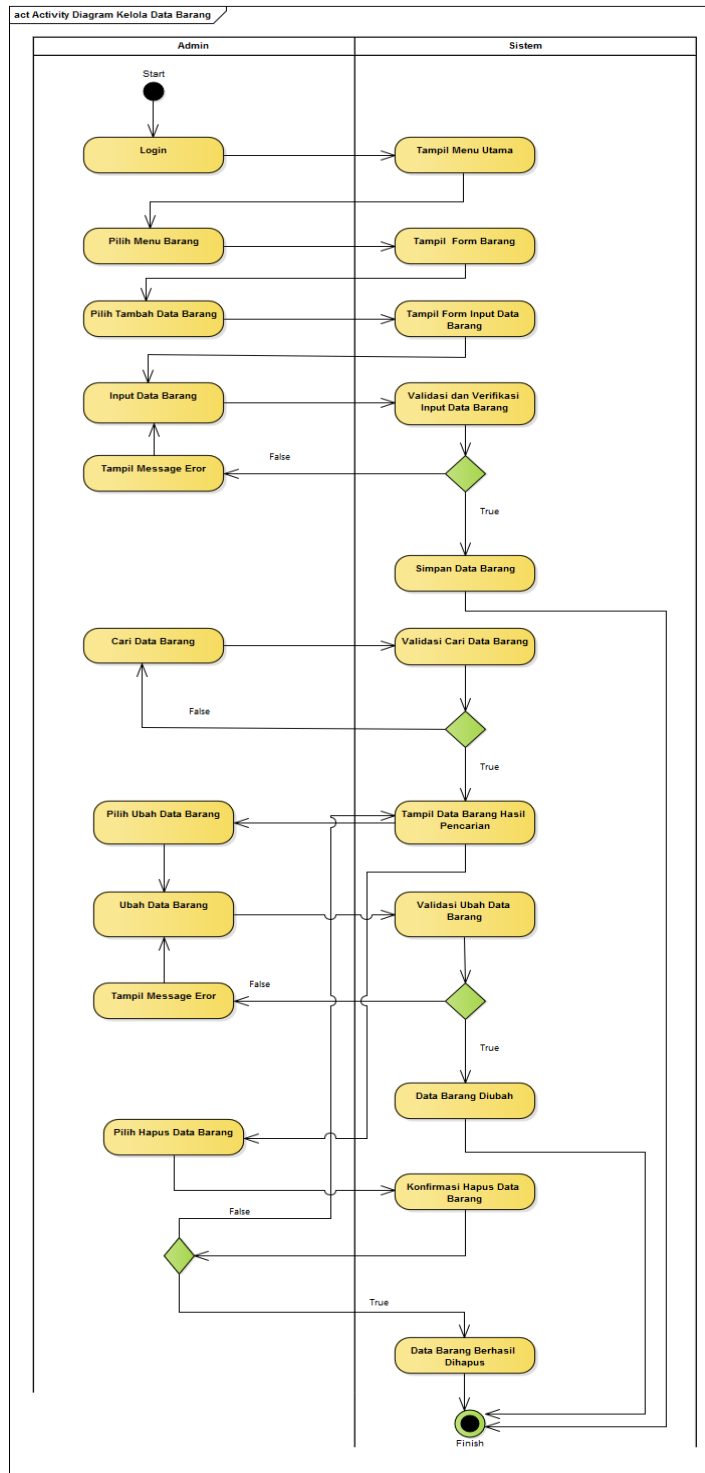 act Activity Diagram Kelola Data Barang
Admin
Sistem
Start
Login
Tampil Menu Utama
Pilih Menu Barang
Tampil Form Barang
Pilih Tambah Data Barang
Tampil Form Input Data
Barang
Input Data Barang
Validasi dan Verifikasi
Input Data Barang
Tampil Message Eror
False
True
Simpan Data Barang
Cari Data Barang
Validasi Cari Data Barang
False
True
Pilih Ubah Data Barang
Tampil Data Barang Hasil
Pencarian
Ubah Data Barang
Validasi Ubah Data
Barang
Tampil Message Eror
False
True
Data Barang Diubah
Pilih Hapus Data Barang
Konfirmasi Hapus Data
Barang
False
True
Data Barang Berhasil
Dihapus
Finish